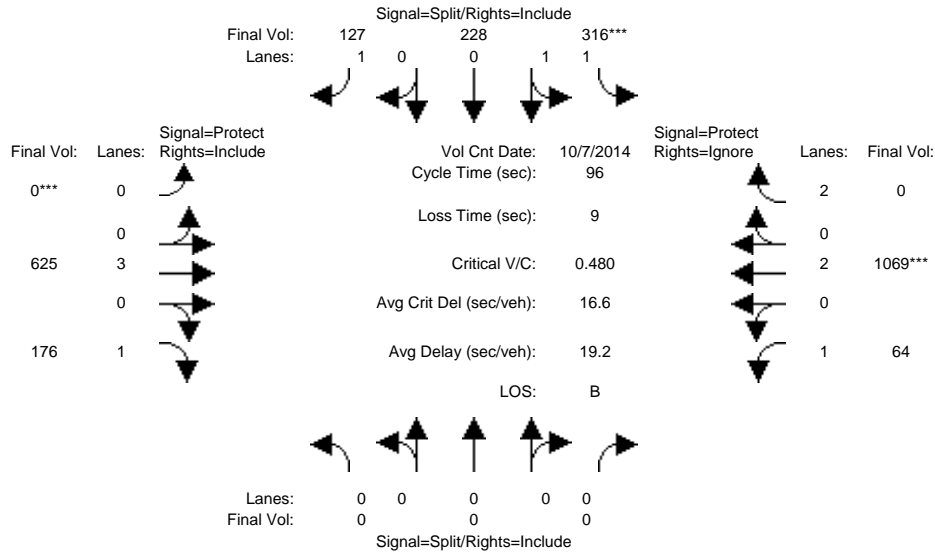 Signal=Split/Rights=Include
Final Vol: 127 228 316***
Lanes: 1 0 0 1 1
Signal=Protect Signal=Protect
Final Vol: Lanes: Rights=Include Vol Cnt Date: 10/7/2014 Rights=Ignore Lanes: Final Vol:
Cycle Time (sec): 96
0*** 0 2 0
Loss Time (sec): 9
0 0
625 3 Critical V/C: 0.480 2 1069***
0 Avg Crit Del (sec/veh): 16.6 0
176 1 Avg Delay (sec/veh): 19.2 1 64
LOS: B
Lanes: 0 0 0 0 0
Final Vol: 0 0 0
Signal=Split/Rights=Include